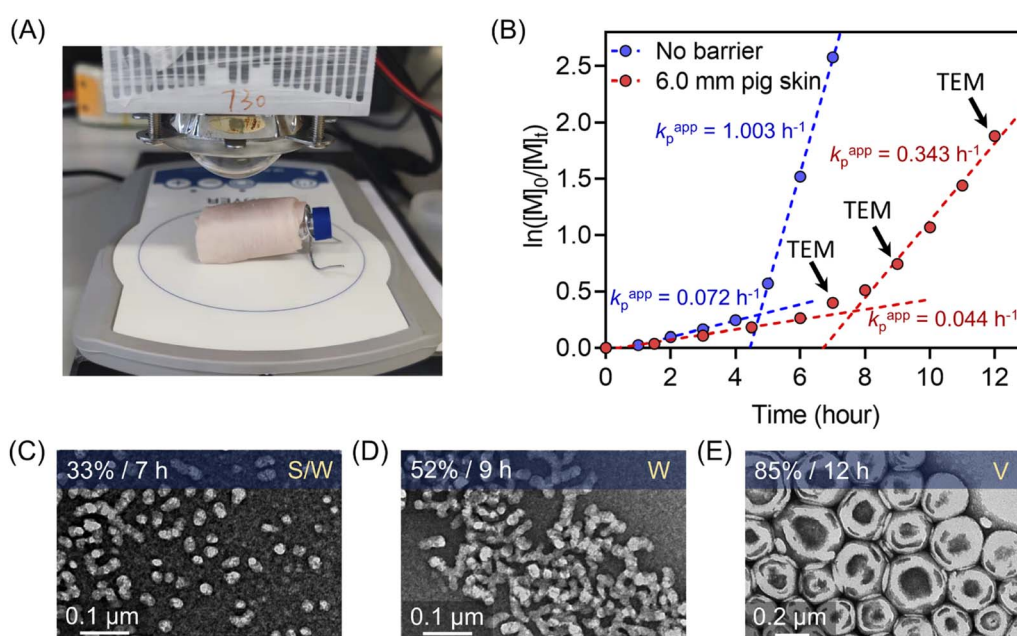 (A)
730
(B)
No barrier
6.0 mm pig skin
ln([M]0/[M]t)
2.5
2.0
1.5
1.0
0.5
0.0
kpapp = 1.003 h-1
TEM
kpapp = 0.343 h-1
TEM
TEM
kpapp = 0.072 h-1
kpapp = 0.044 h-1
0 2 4 6 8 10 12
Time (hour)
(C)
33% / 7 h S/W
0.1 µm
(D)
52% / 9 h W
0.1 µm
(E)
85% / 12 h V
0.2 µm